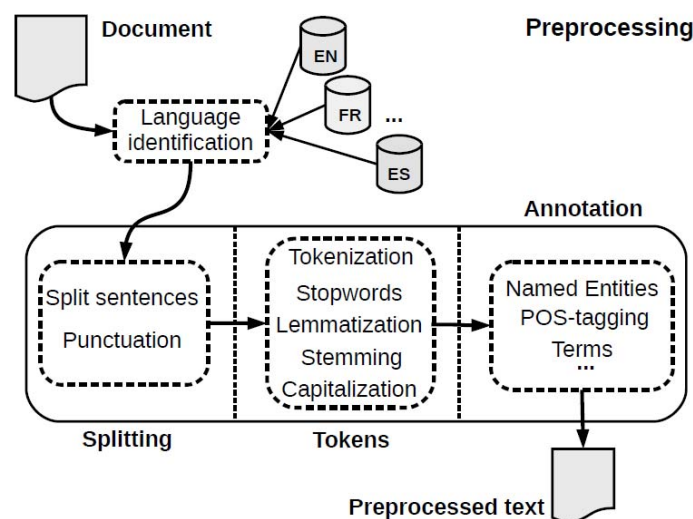 Document
Preprocessing
EN
FR
...
ES
Language
identification
Annotation
Split sentences
Punctuation
Tokenization
Stopwords
Lemmatization
Stemming
Capitalization
Named Entities
POS-tagging
Terms
...
Splitting
Tokens
Preprocessed text